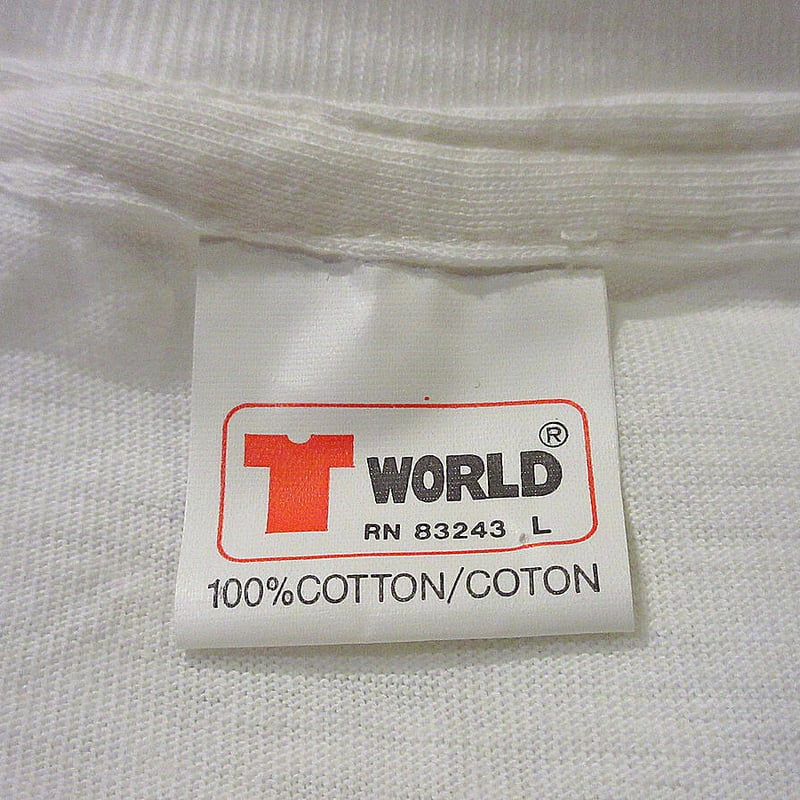 WORLD ®
RN 83243 L
100% COTTON/COTON